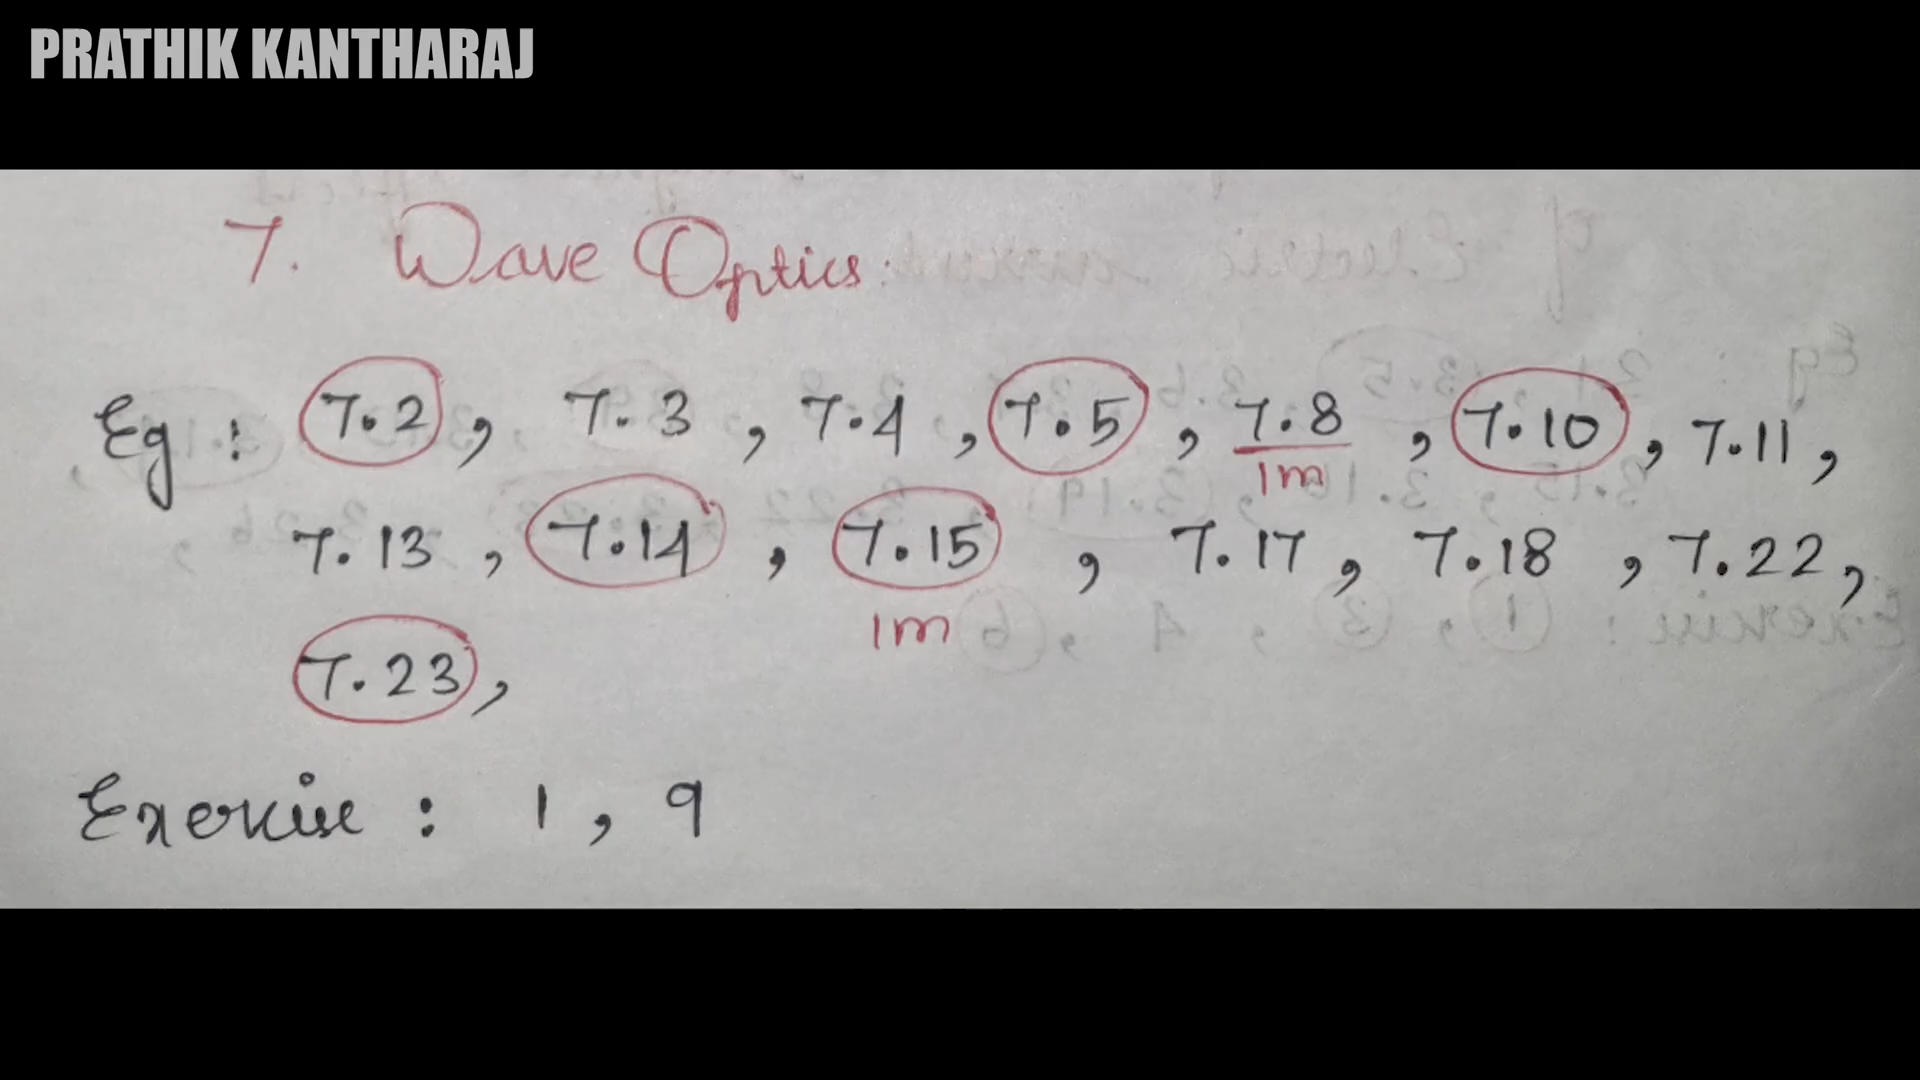 PRATHIK KANTHARAJ
7. Wave Optics:
Eg: 7.2, 7.3, 7.4, 7.5, 7.8, 7.10, 7.11,
1m
7.13, 7.14, 7.15, 7.17, 7.18, 7.22,
1m
7.23,
Exercise: 1, 9